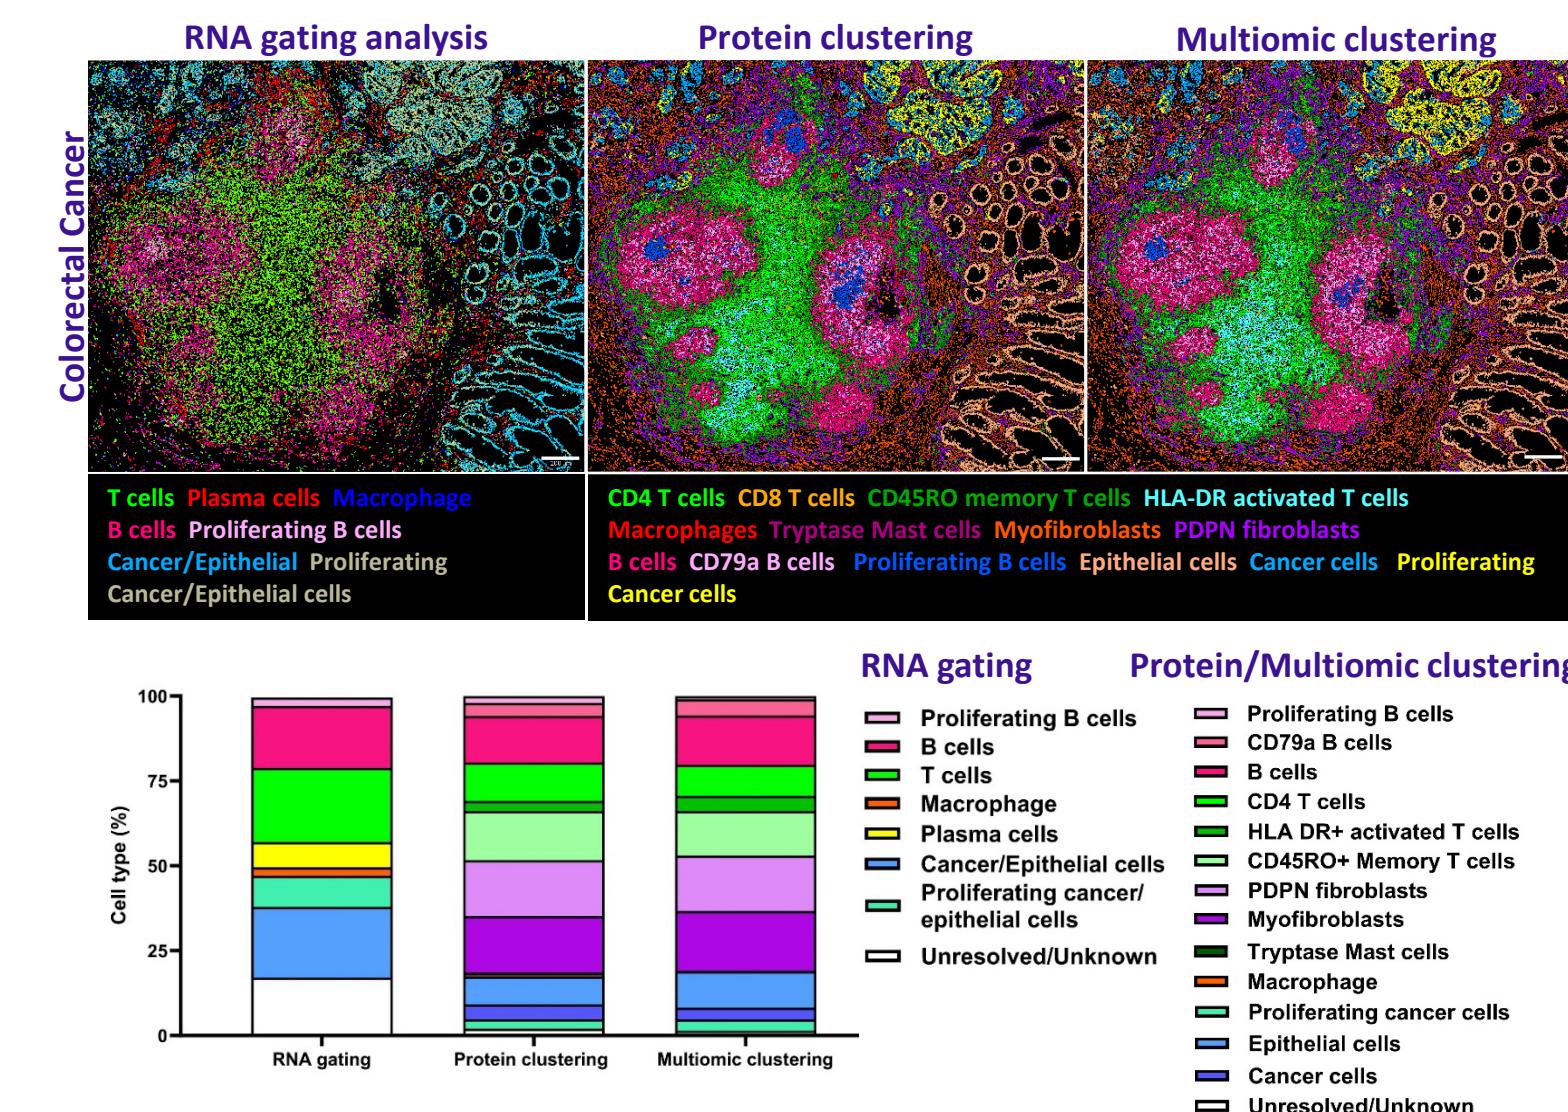 RNA gating analysis
Protein clustering
Multiomic clustering
Colorectal Cancer
T cells Plasma cells Macrophage
B cells Proliferating B cells
Cancer/Epithelial Proliferating
Cancer/Epithelial cells
CD4 T cells CD8 T cells CD45RO memory T cells HLA-DR activated T cells
Macrophages Tryptase Mast cells Myofibroblasts PDPN fibroblasts
B cells CD79a B cells Proliferating B cells Epithelial cells Cancer cells Proliferating
Cancer cells
Cell type (%)
100
75
50
25
0
RNA gating
Protein clustering
Multiomic clustering
RNA gating
Proliferating B cells
B cells
T cells
Macrophage
Plasma cells
Cancer/Epithelial cells
Proliferating cancer/
epithelial cells
Unresolved/Unknown
Protein/Multiomic clustering
Proliferating B cells
CD79a B cells
B cells
CD4 T cells
HLA DR+ activated T cells
CD45RO+ Memory T cells
PDPN fibroblasts
Myofibroblasts
Tryptase Mast cells
Macrophage
Proliferating cancer cells
Epithelial cells
Cancer cells
Unresolved/Unknown